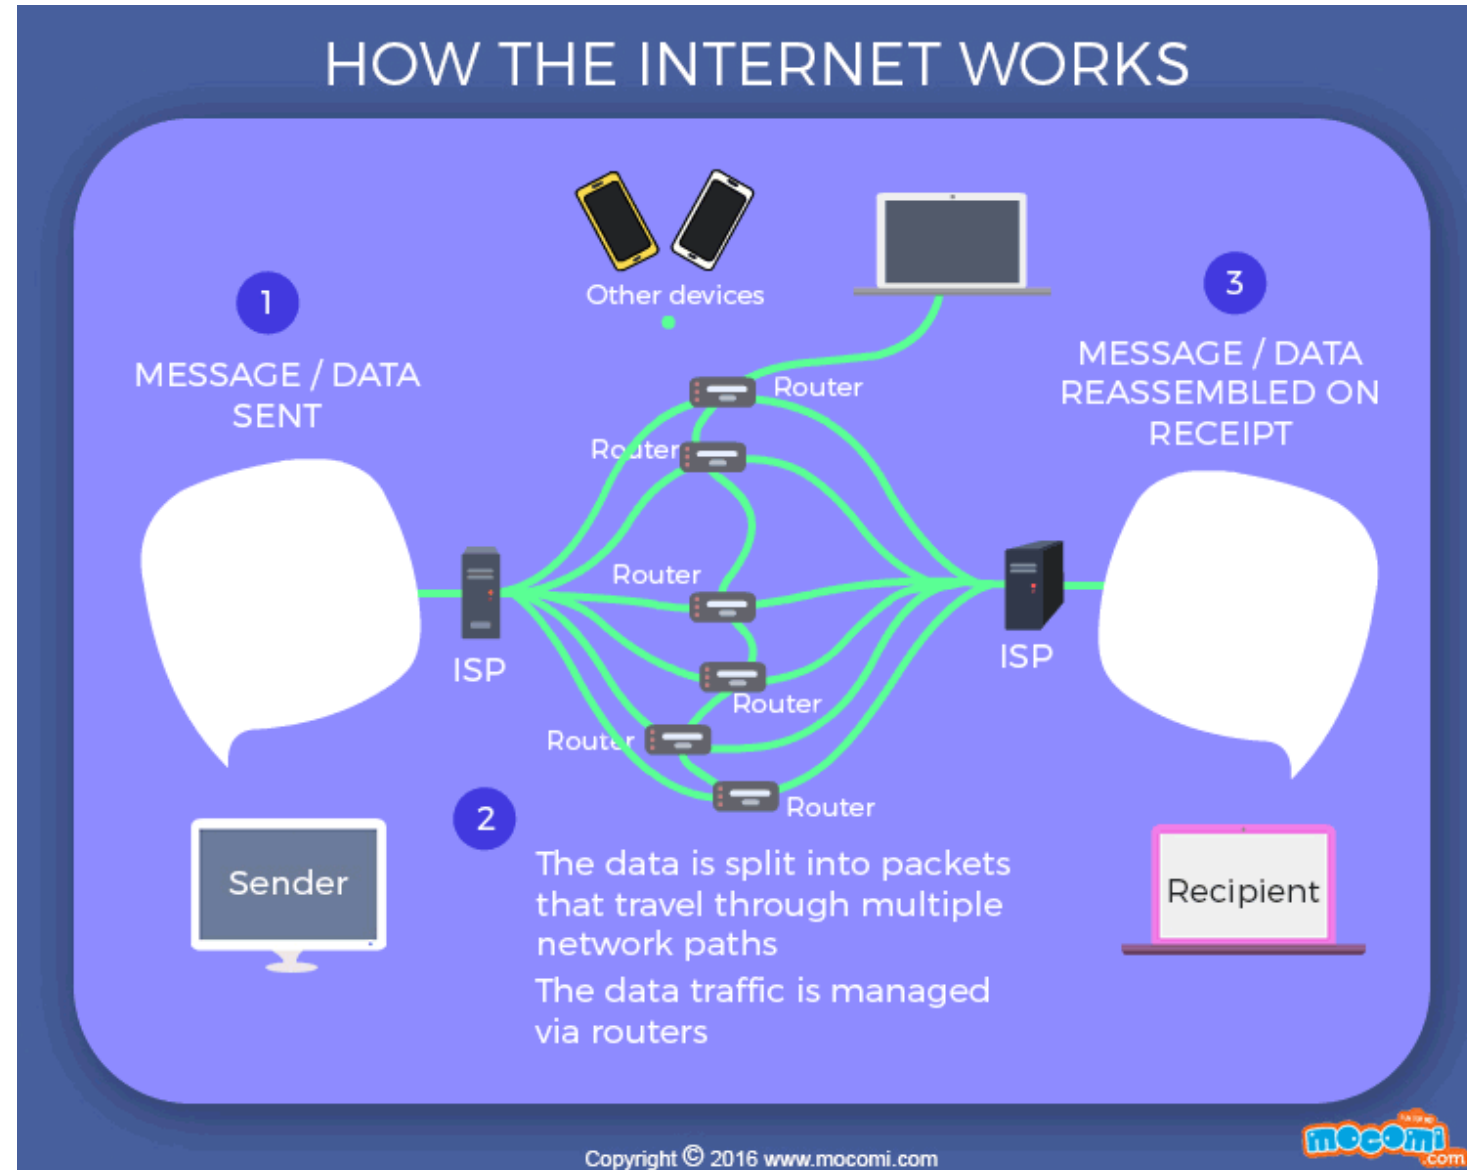 HOW THE INTERNET WORKS
Other devices
1
MESSAGE / DATA
SENT
3
MESSAGE / DATA
REASSEMBLED ON
RECEIPT
Router
Router
Router
ISP
ISP
Router
Router
Router
Sender
Recipient
2
The data is split into packets
that travel through multiple
network paths
The data traffic is managed
via routers
Copyright © 2016 www.mocomi.com
mocomi
.com